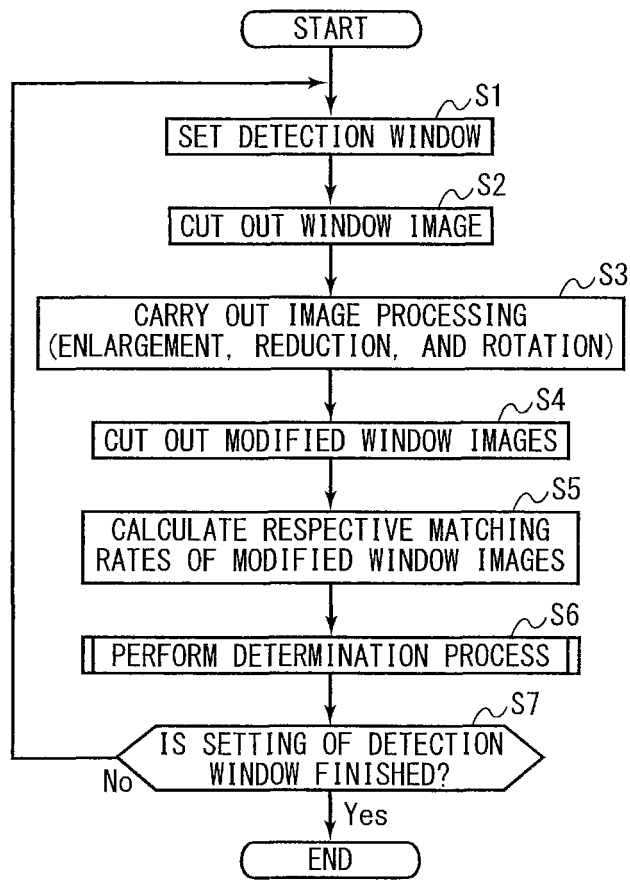 START
S1
SET DETECTION WINDOW
S2
CUT OUT WINDOW IMAGE
S3
CARRY OUT IMAGE PROCESSING
(ENLARGEMENT, REDUCTION, AND ROTATION)
S4
CUT OUT MODIFIED WINDOW IMAGES
S5
CALCULATE RESPECTIVE MATCHING
RATES OF MODIFIED WINDOW IMAGES
S6
PERFORM DETERMINATION PROCESS
S7
IS SETTING OF DETECTION
WINDOW FINISHED?
No
Yes
END